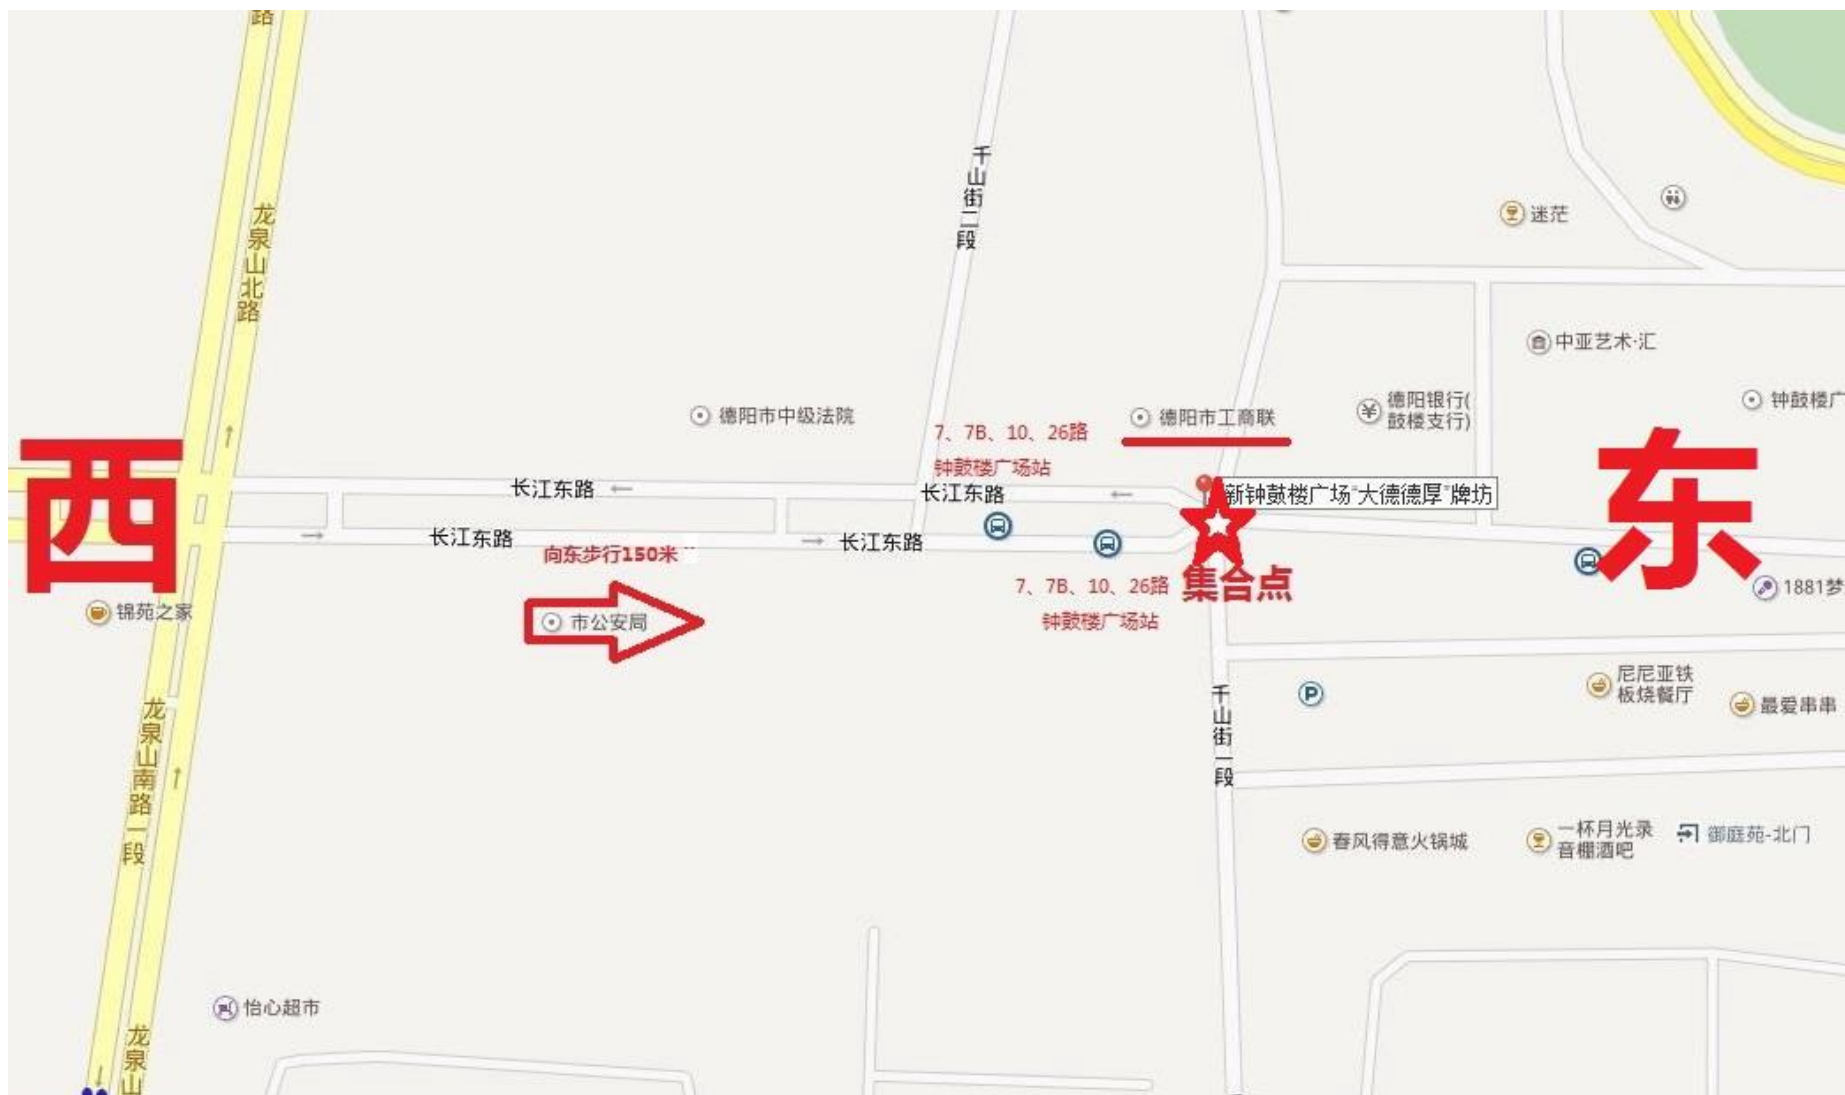 路
龙泉山北路
千山街二段
迷茫
中亚艺术·汇
德阳市中级法院
7、7B、10、26路
钟鼓楼广场站
德阳市工商联
德阳银行(
鼓楼支行)
钟鼓楼广
西
东
长江东路
长江东路
新钟鼓楼广场“大德德厚”牌坊
长江东路
长江东路
向东步行150米
集合点
7、7B、10、26路
钟鼓楼广场站
1881梦
锦苑之家
市公安局
尼尼亚铁
板烧餐厅
最爱串串
P
龙泉山南路一段
千山街一段
春风得意火锅城
一杯月光录
音棚酒吧
御庭苑-北门
怡心超市
龙泉山